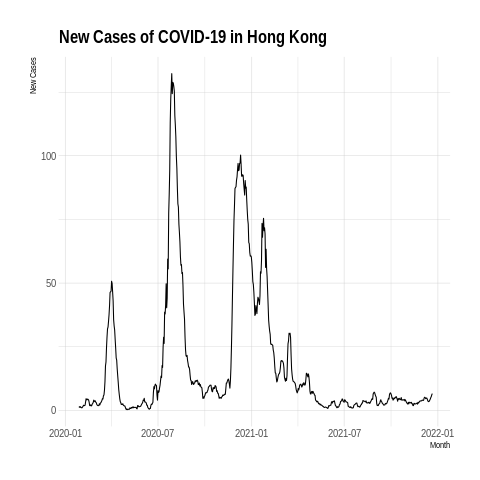 New Cases of COVID-19 in Hong Kong
New Cases
100
50
0
2020-01 2020-07 2021-01 2021-07 2022-01
Month